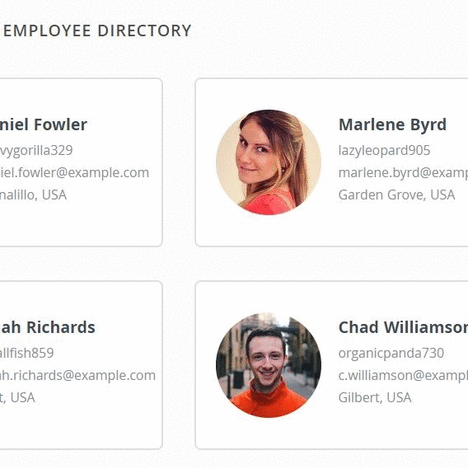 EMPLOYEE DIRECTORY
niel Fowler
vygorilla329
iel.fowler@example.com
nalillo, USA
Marlene Byrd
lazyleopard905
marlene.byrd@examp
Garden Grove, USA
ah Richards
allfish859
ah.richards@example.com
t, USA
Chad Williamson
organicpanda730
c.williamson@exampl
Gilbert, USA